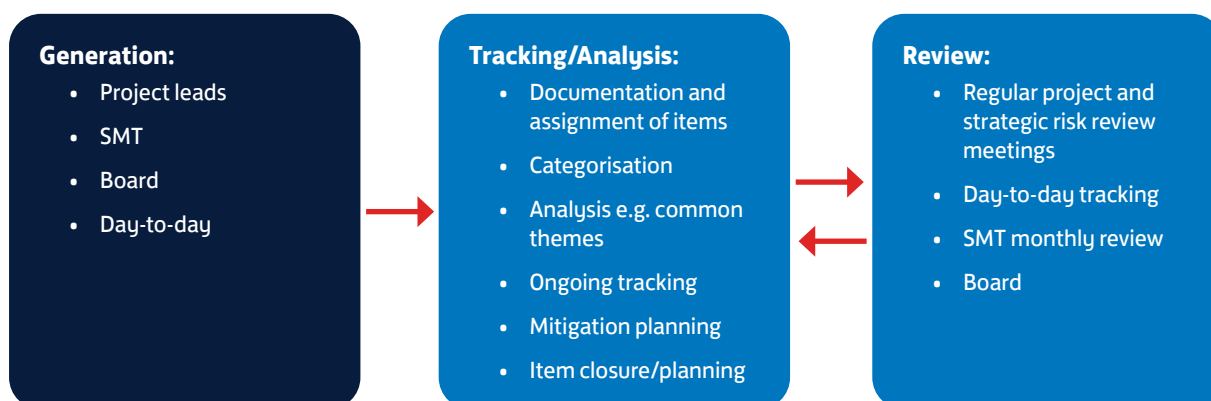 Generation:
• Project leads
• SMT
• Board
• Day-to-day
Tracking/Analysis:
• Documentation and
assignment of items
• Categorisation
• Analysis e.g. common
themes
• Ongoing tracking
• Mitigation planning
• Item closure/planning
Review:
• Regular project and
strategic risk review
meetings
• Day-to-day tracking
• SMT monthly review
• Board